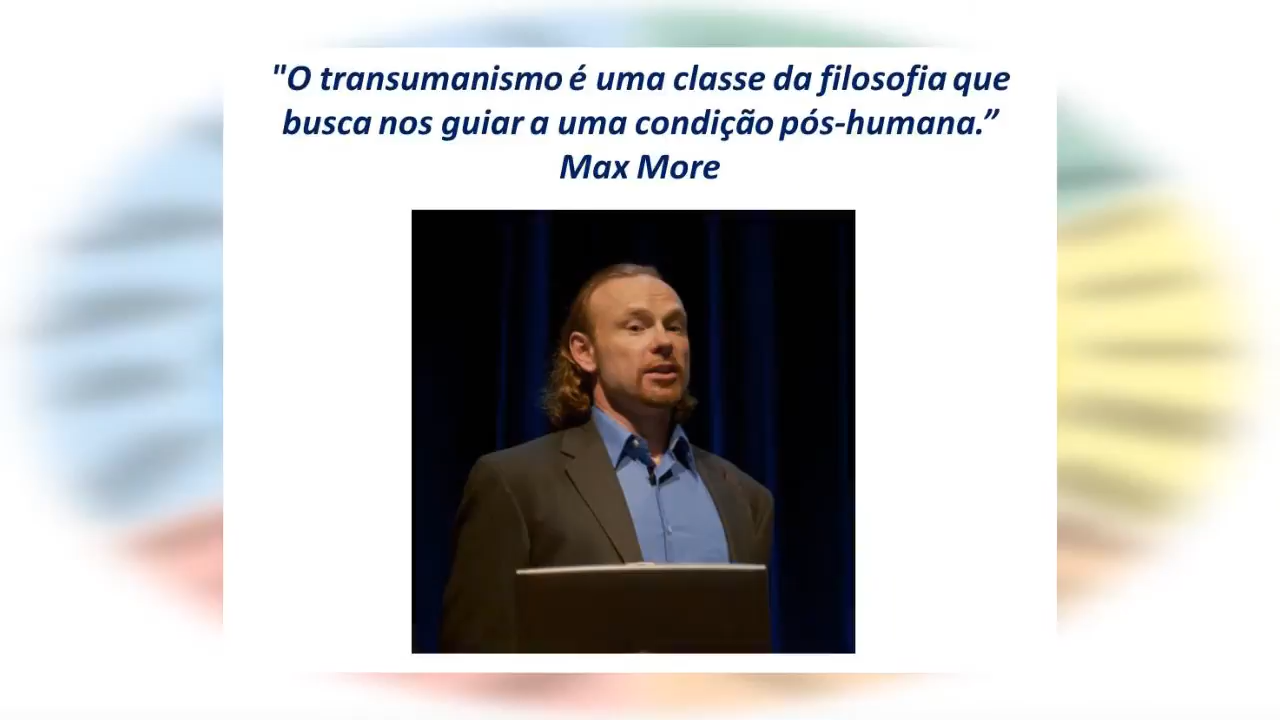 "O transumanismo é uma classe da filosofia que
busca nos guiar a uma condição pós-humana.”
Max More